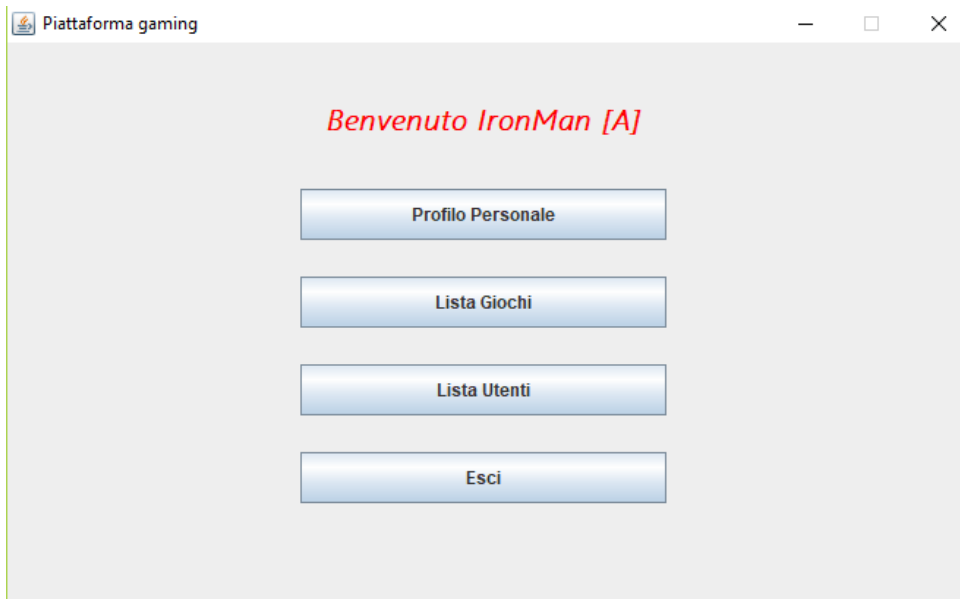 Piattaforma gaming
Benvenuto IronMan [A]
Profilo Personale
Lista Giochi
Lista Utenti
Esci